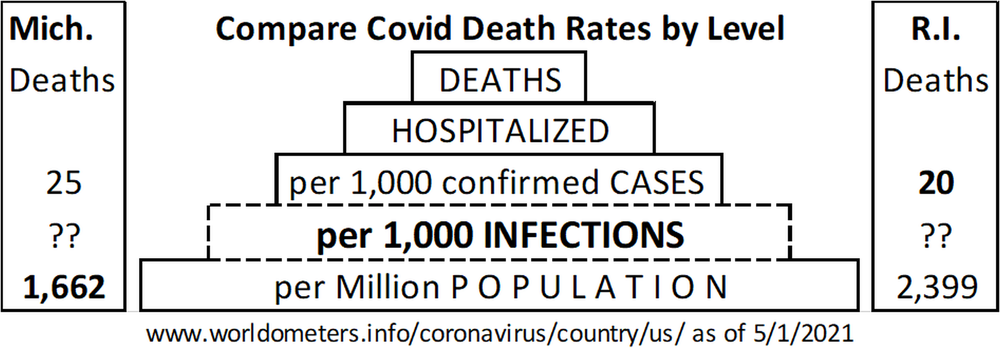 Mich. Compare Covid Death Rates by Level R.I.
Deaths DEATHS Deaths
HOSPITALIZED
25 per 1,000 confirmed CASES 20
?? per 1,000 INFECTIONS ??
1,662 per Million P O P U L A T I O N 2,399
www.worldometers.info/coronavirus/country/us/ as of 5/1/2021